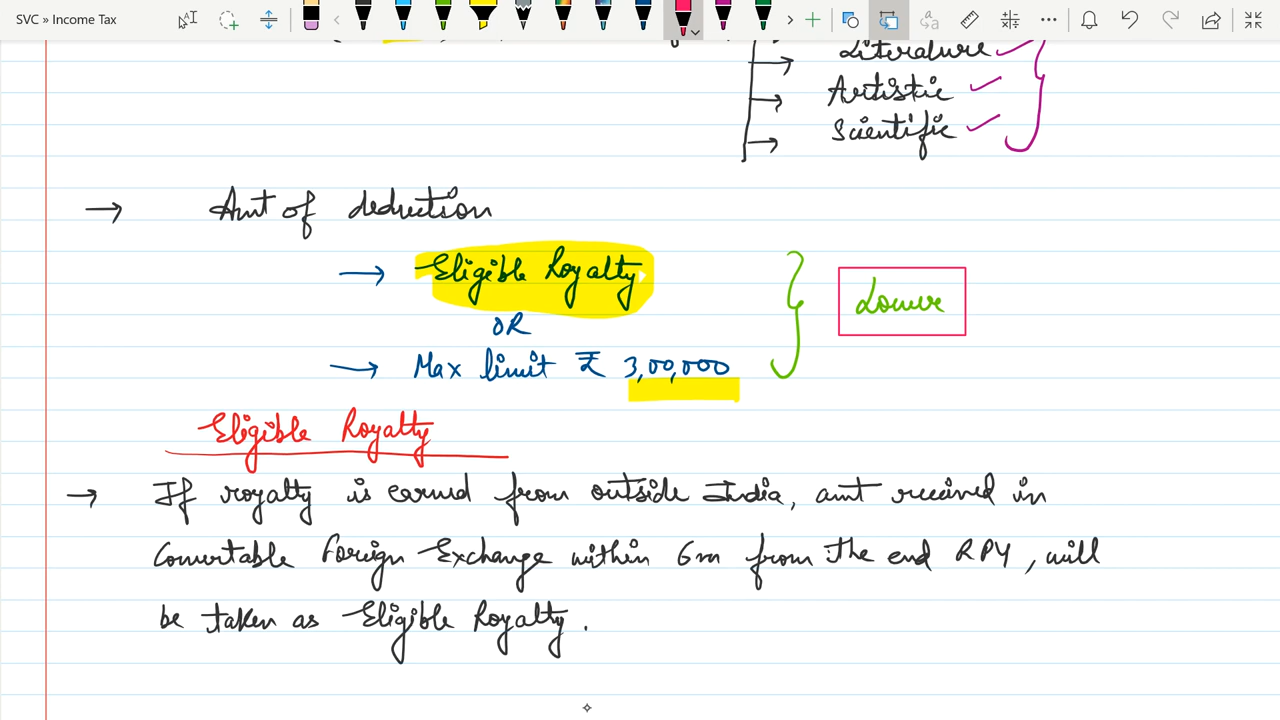 SVC » Income Tax
Literature
Artistic
Scientific
Amt of deduction
Eligible Royalty
OR
Max limit ₹ 3,00,000
Lower
Eligible Royalty
If royalty is earned from outside India, amt received in
Convertable Foreign Exchange within 6m from the end RPY, will
be taken as Eligible Royalty.